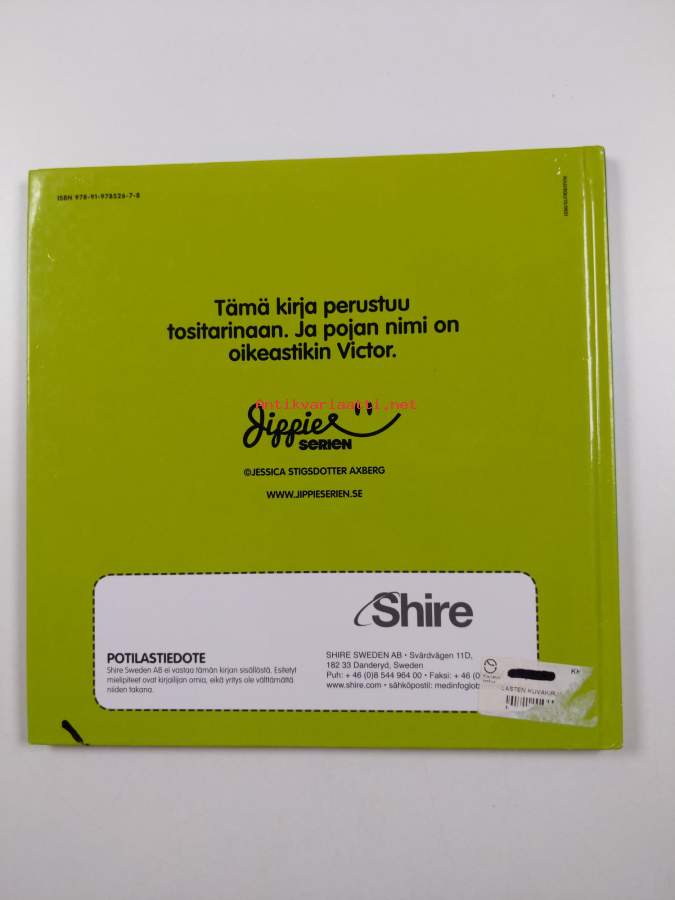 ISBN 978-91-978526-7-8
Tämä kirja perustuu
tositarinaan. Ja pojan nimi on
oikeastikin Victor.
Antikvariaatti.net
Jippie
SERIEN
©JESSICA STIGSDOTTER AXBERG
WWW.JIPPIESERIEN.SE
Shire
POTILASTIEDOTE
Shire Sweden AB ei vastaa tämän kirjan sisällöstä. Esitetyt
mielipiteet ovat kirjailijan omia, eikä yritys ole välttämättä
niiden takana.
SHIRE SWEDEN AB • Svärdvägen 11D,
182 33 Danderyd, Sweden
Puh: + 46 (0)8 544 964 00 • Faksi: + 46 (0)
www.shire.com • sähköpostil: medinfoglob
LASTEN KUVAKIR